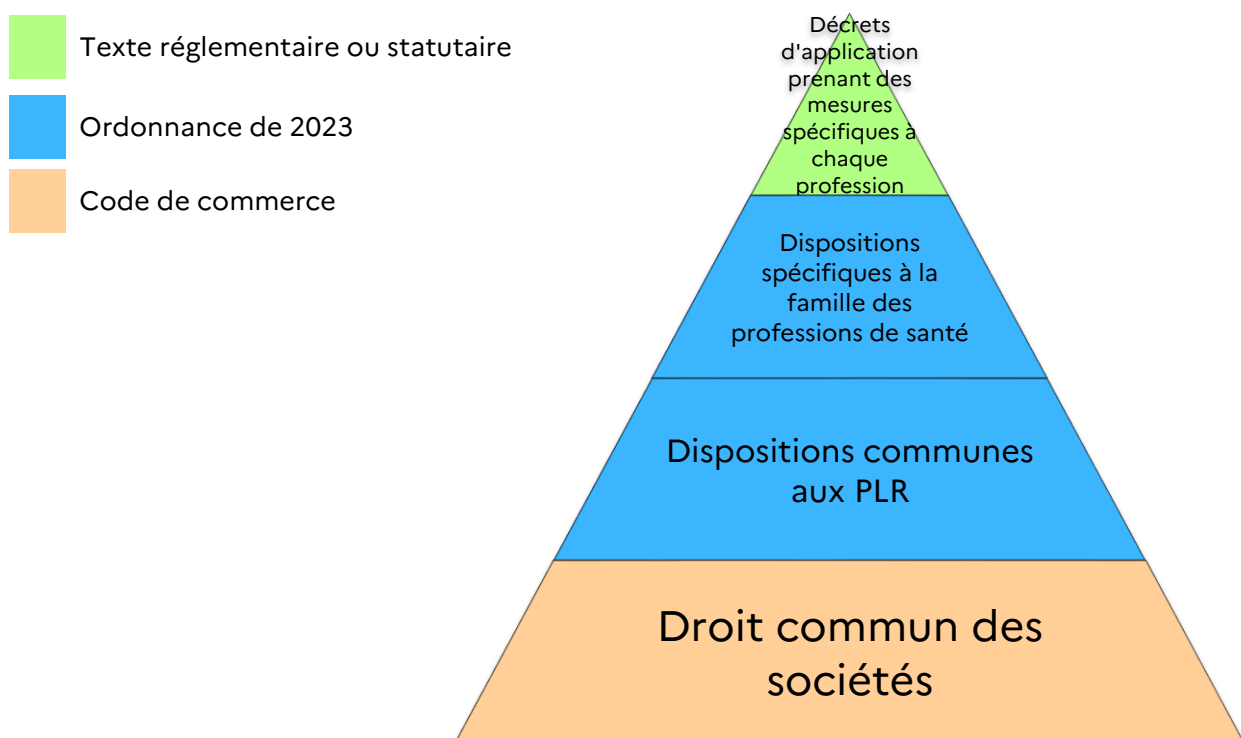 Texte réglementaire ou statutaire
Ordonnance de 2023
Code de commerce
Décrets
d'application
prenant des
mesures
spécifiques à
chaque
profession
Dispositions
spécifiques à la
famille des
professions de santé
Dispositions communes
aux PLR
Droit commun des
sociétés